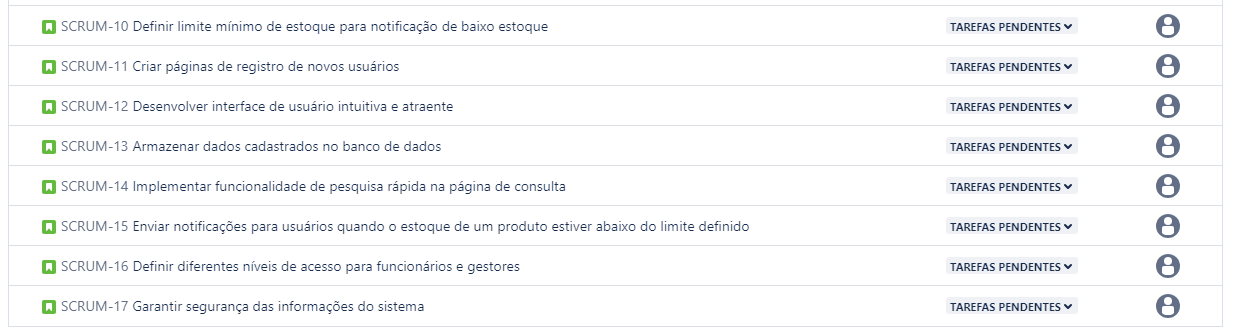 SCRUM-10 Definir limite mínimo de estoque para notificação de baixo estoque TAREFAS PENDENTES
SCRUM-11 Criar páginas de registro de novos usuários TAREFAS PENDENTES
SCRUM-12 Desenvolver interface de usuário intuitiva e atraente TAREFAS PENDENTES
SCRUM-13 Armazenar dados cadastrados no banco de dados TAREFAS PENDENTES
SCRUM-14 Implementar funcionalidade de pesquisa rápida na página de consulta TAREFAS PENDENTES
SCRUM-15 Enviar notificações para usuários quando o estoque de um produto estiver abaixo do limite definido TAREFAS PENDENTES
SCRUM-16 Definir diferentes níveis de acesso para funcionários e gestores TAREFAS PENDENTES
SCRUM-17 Garantir segurança das informações do sistema TAREFAS PENDENTES